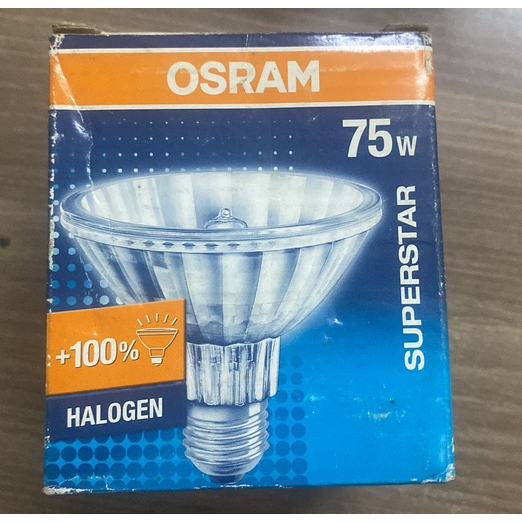 OSRAM
75W
SUPERSTAR
+100%
HALOGEN